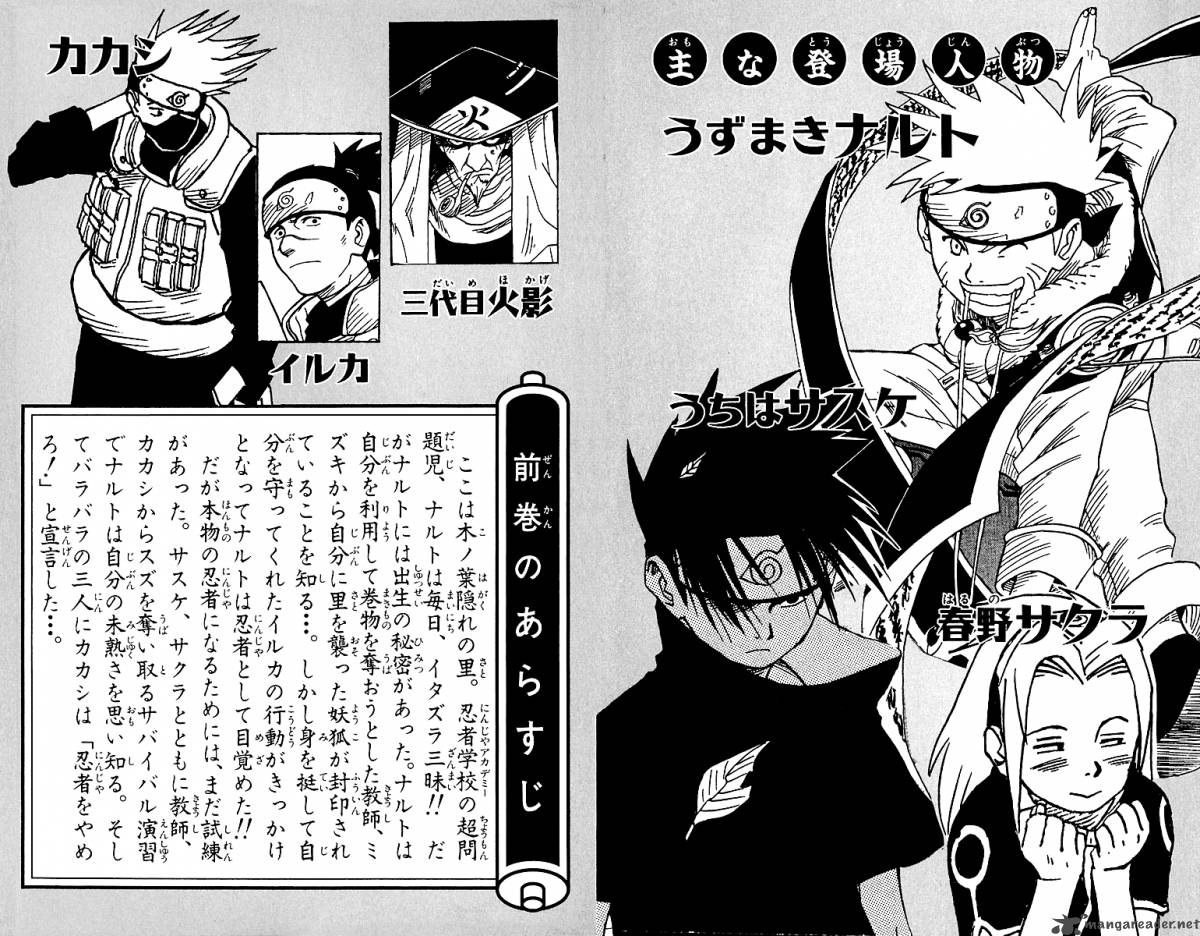 主な登場人物
うずまきナルト
うちはサスケ
春野サクラ
カカシ
イルカ
三代目火影
火
前巻のあらすじ
ここは木ノ葉隠れの里。忍者学校の超問
題児、ナルトは毎日、イタズラ三昧!! だ
がナルトには出生の秘密があった。ナルトは
自分を利用して巻物を奪おうとした教師、ミ
ズキから自分に里を襲った妖狐が封印され
ていることを知る…。しかし身を挺して自
分を守ってくれたイルカの行動がきっかけ
となってナルトは忍者として目覚めた!!
だが本物の忍者になるためには、まだ試練
があった。サスケ、サクラとともに教師、
カカシからスズを奪い取るサバイバル演習
でナルトは自分の未熟さを思い知る。そし
てバラバラの三人にカカシは「忍者をやめ
ろ!」と宣言した…。
mangareader.net